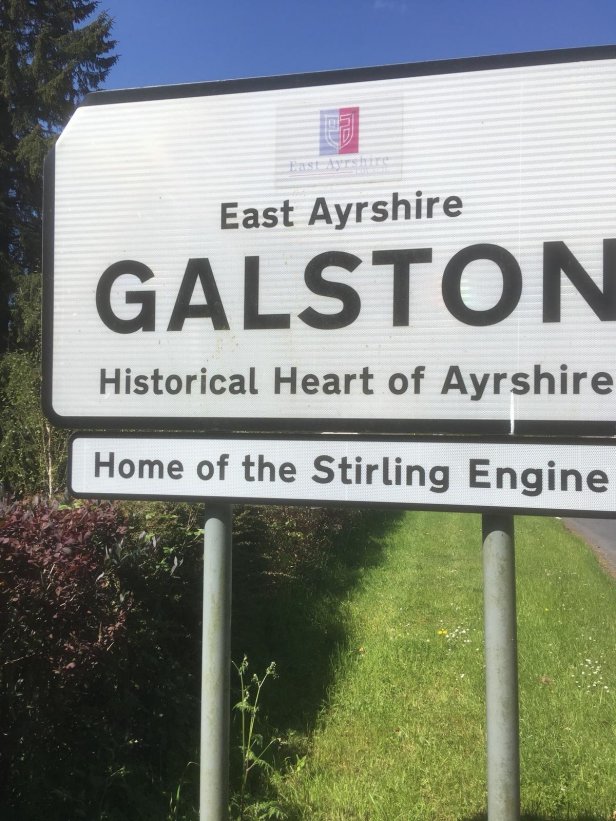 East Ayrshire
East Ayrshire
GALSTON
Historical Heart of Ayrshire
Home of the Stirling Engine